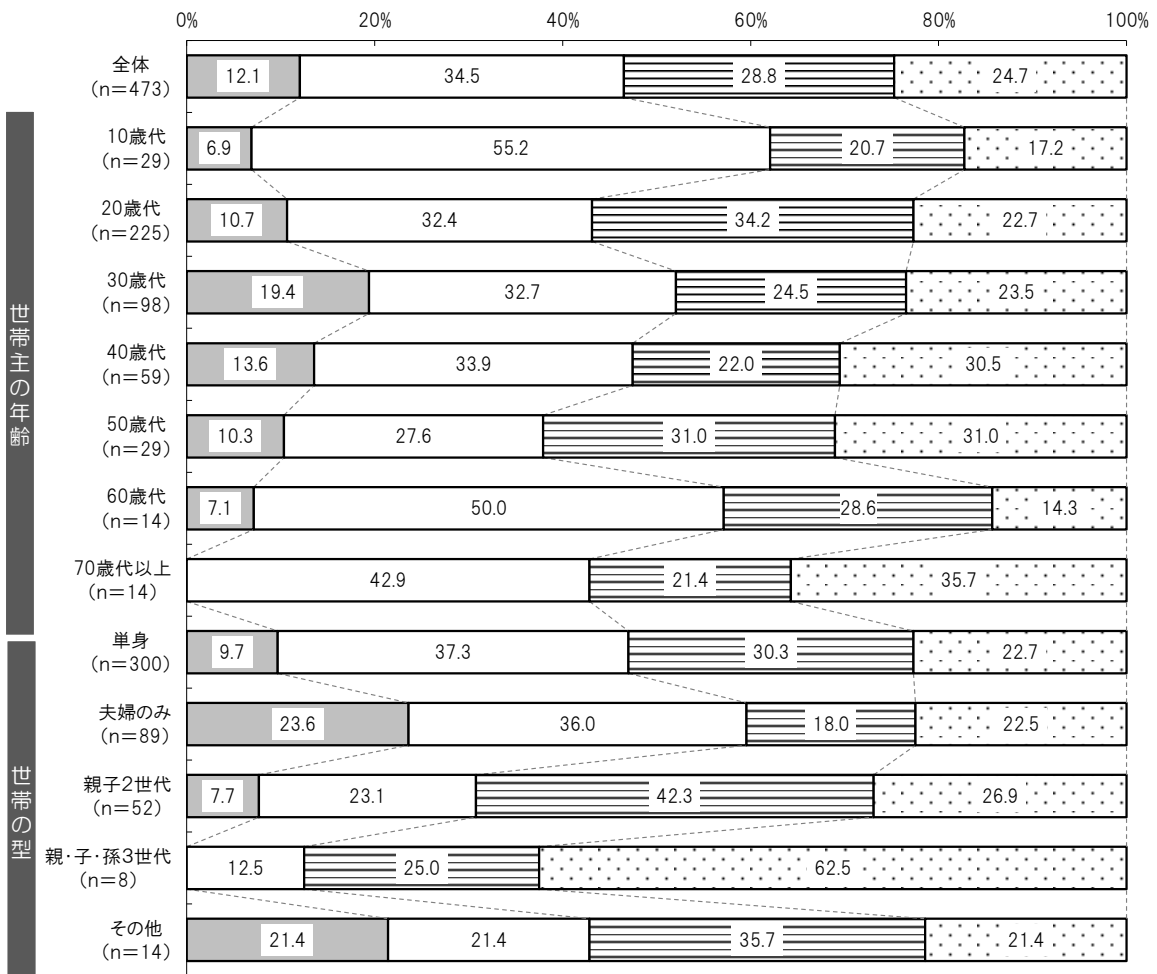 0% 20% 40% 60% 80% 100%
全体
(n=473)
12.1 34.5 28.8 24.7
世帯主の年齢
10歳代
(n=29)
6.9 55.2 20.7 17.2
20歳代
(n=225)
10.7 32.4 34.2 22.7
30歳代
(n=98)
19.4 32.7 24.5 23.5
40歳代
(n=59)
13.6 33.9 22.0 30.5
50歳代
(n=29)
10.3 27.6 31.0 31.0
60歳代
(n=14)
7.1 50.0 28.6 14.3
70歳代以上
(n=14)
42.9 21.4 35.7
世帯の型
単身
(n=300)
9.7 37.3 30.3 22.7
夫婦のみ
(n=89)
23.6 36.0 18.0 22.5
親子2世代
(n=52)
7.7 23.1 42.3 26.9
親・子・孫3世代
(n=8)
12.5 25.0 62.5
その他
(n=14)
21.4 21.4 35.7 21.4